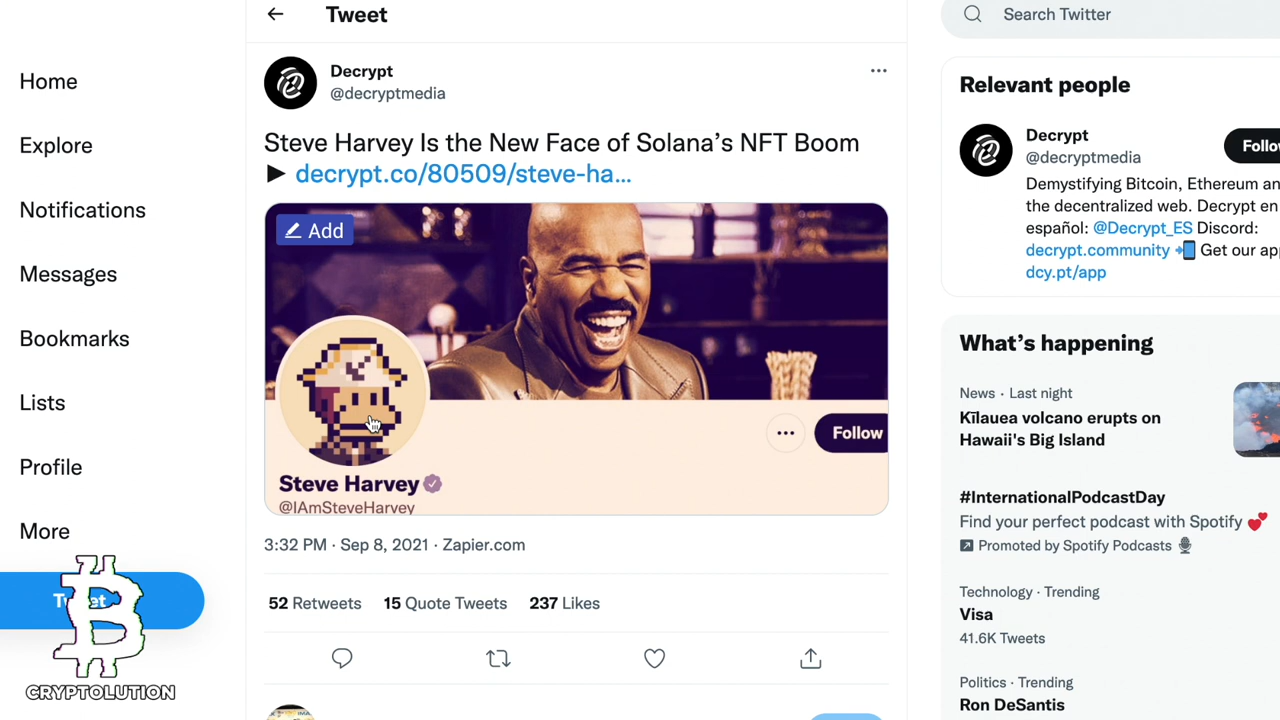 Tweet
Search Twitter
Home
Explore
Notifications
Messages
Bookmarks
Lists
Profile
More
CRYPTOLUTION
Decrypt
@decryptmedia
Steve Harvey Is the New Face of Solana’s NFT Boom
▶ decrypt.co/80509/steve-ha…
Add
Follow
Steve Harvey
@IAmSteveHarvey
3:32 PM · Sep 8, 2021 · Zapier.com
52 Retweets 15 Quote Tweets 237 Likes
Relevant people
Decrypt
@decryptmedia
Follo
Demystifying Bitcoin, Ethereum an
the decentralized web. Decrypt en
español: @Decrypt_ES Discord:
decrypt.community 📲 Get our app
dcy.pt/app
What’s happening
News · Last night
Kīlauea volcano erupts on
Hawaii's Big Island
#InternationalPodcastDay
Find your perfect podcast with Spotify 💕
Promoted by Spotify Podcasts 🎙
Technology · Trending
Visa
41.6K Tweets
Politics · Trending
Ron DeSantis